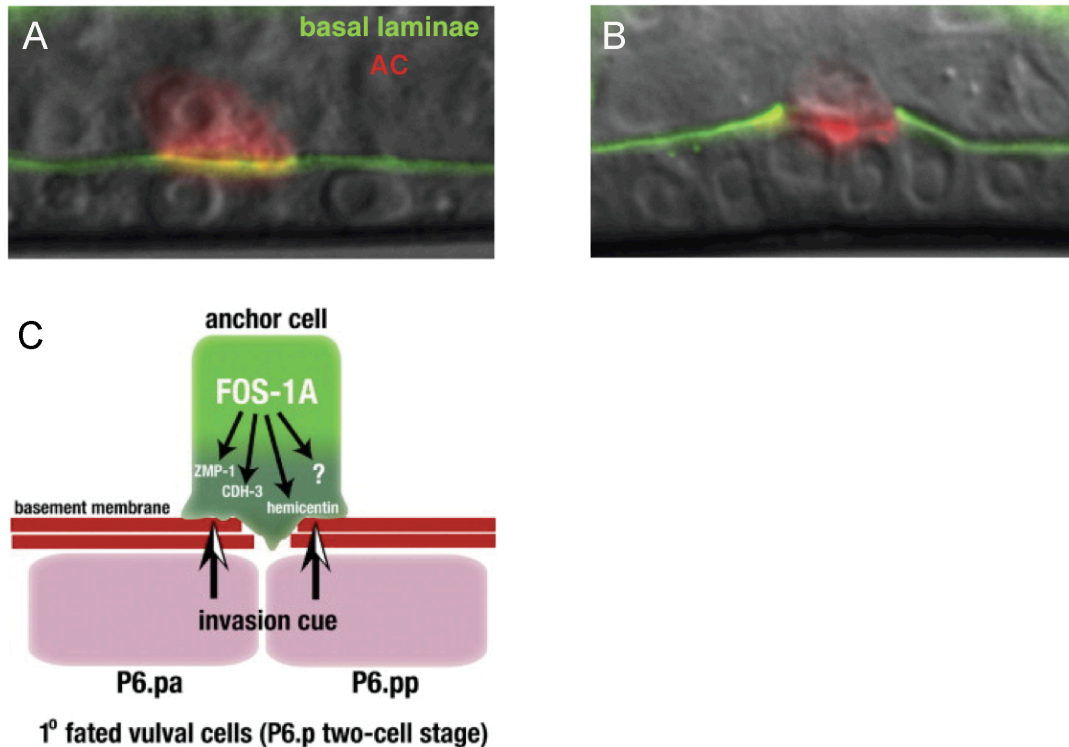 A
basal laminae
AC
B
C
anchor cell
FOS-1A
ZMP-1
?
CDH-3
hemicentin
basement membrane
invasion cue
P6.pa
P6.pp
1º fated vulval cells (P6.p two-cell stage)